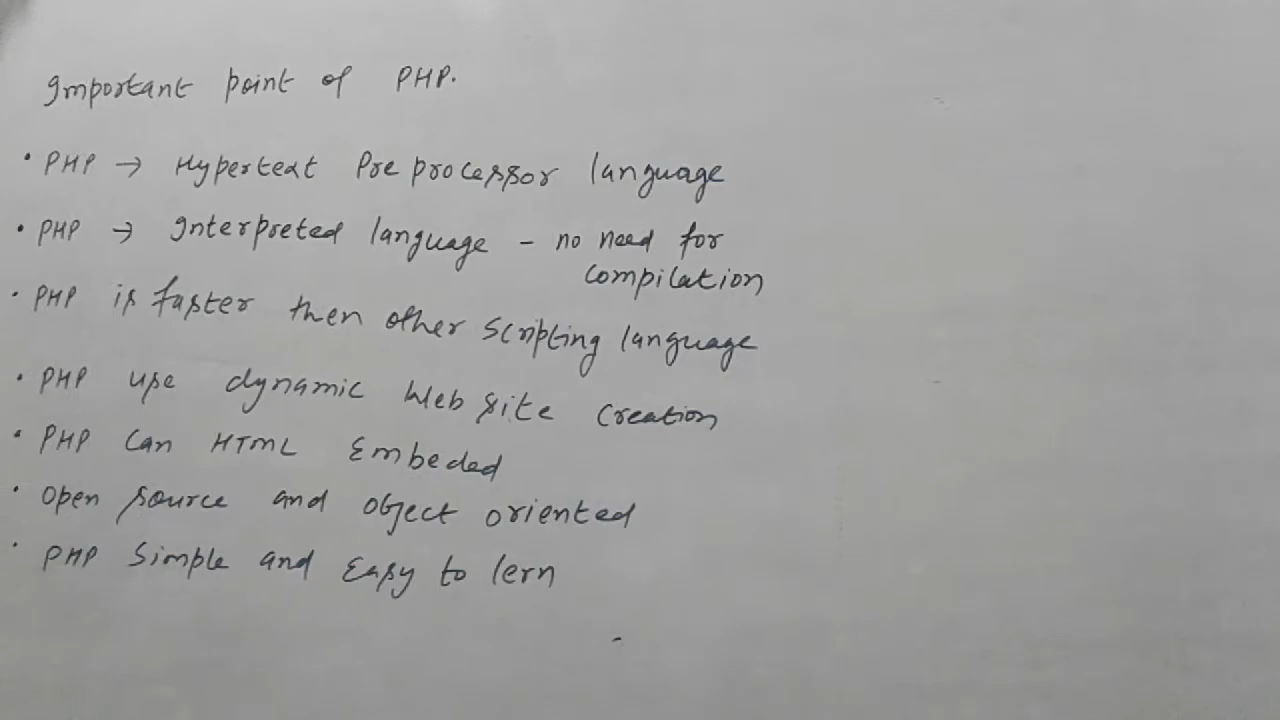 Important point of PHP.
• PHP → Hypertext Preprocessor language
• PHP → Interpreted language - no need for
compilation
• PHP is faster then other scripting language
• PHP use dynamic Web site creation
• PHP can HTML Embeded
• open source and object oriented
• PHP simple and Easy to lern